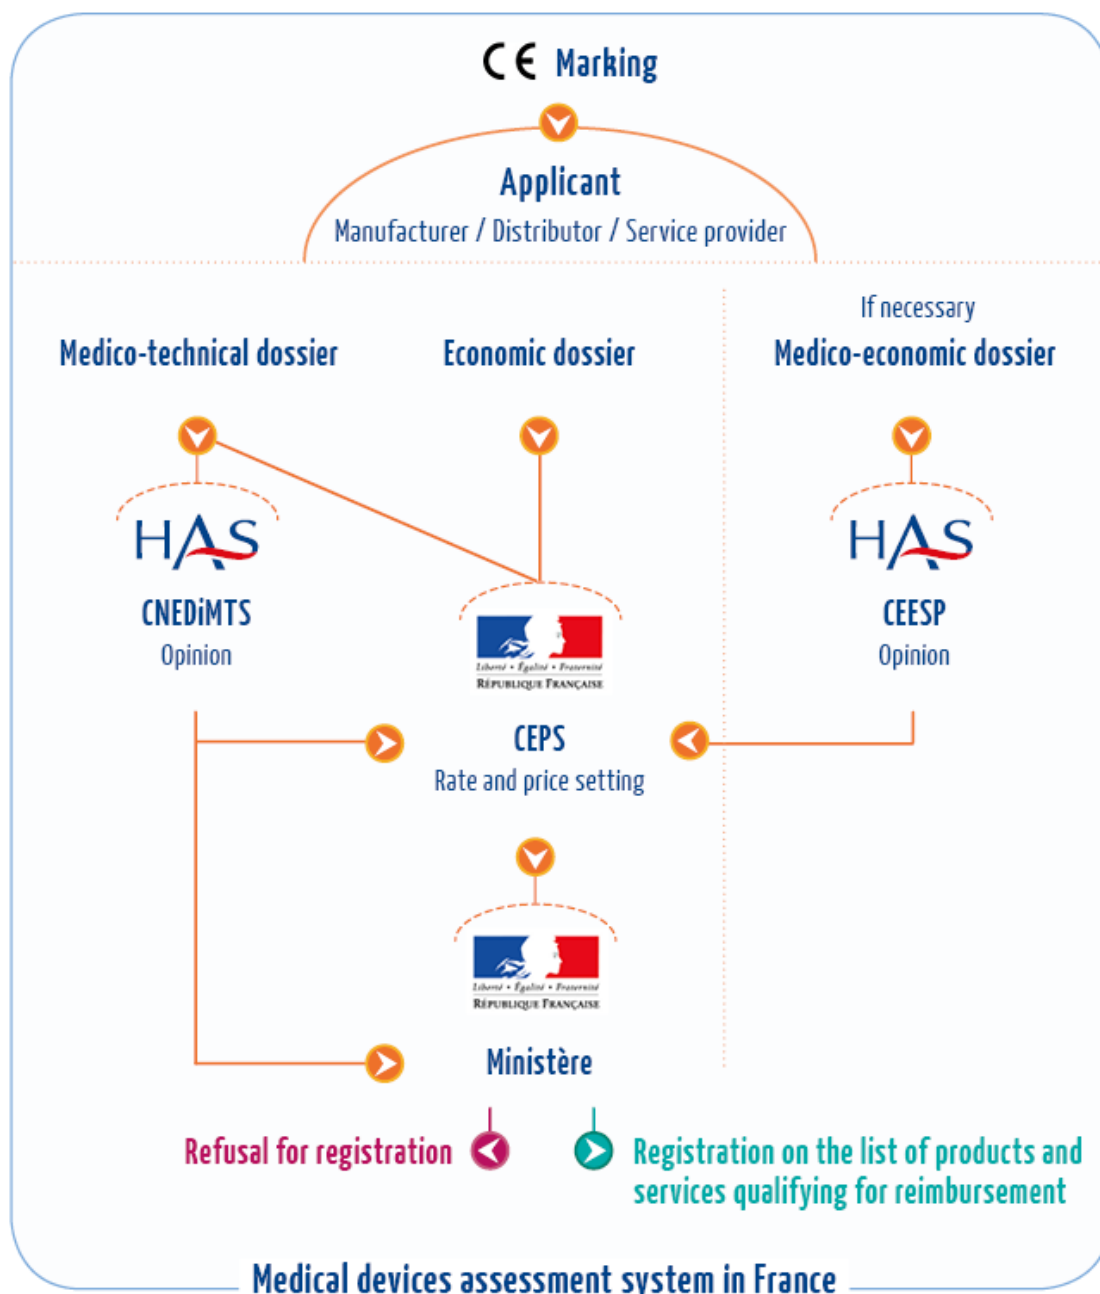 CE Marking
Applicant
Manufacturer / Distributor / Service provider
If necessary
Medico-technical dossier
Economic dossier
Medico-economic dossier
HAS
CNEDiMTS
Opinion
HAS
CEESP
Opinion
Liberté • Égalité • Fraternité
RÉPUBLIQUE FRANÇAISE
CEPS
Rate and price setting
Liberté • Égalité • Fraternité
RÉPUBLIQUE FRANÇAISE
Ministère
Refusal for registration
Registration on the list of products and
services qualifying for reimbursement
Medical devices assessment system in France